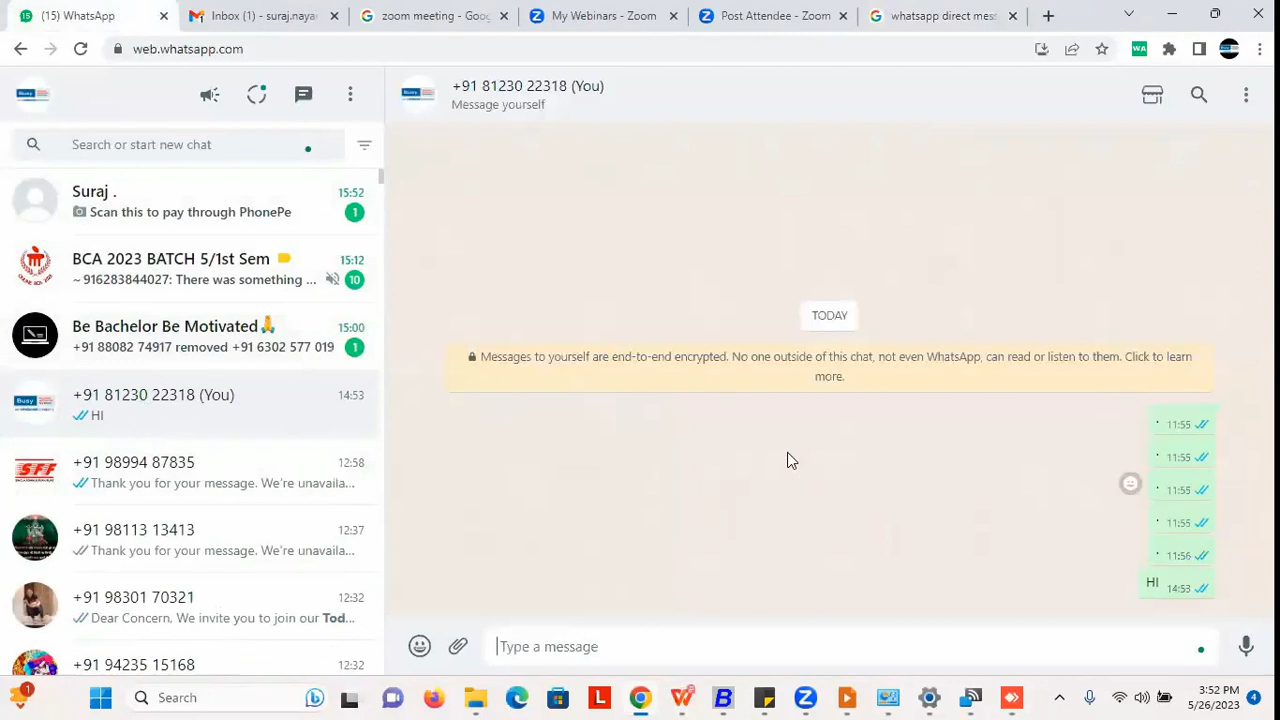 (15) WhatsApp
Inbox (1) - suraj.naya
zoom meeting - Goog
My Webinars - Zoom
Post Attendee - Zoom
whatsapp direct mes
web.whatsapp.com
WA
+91 81230 22318 (You)
Message yourself
Search or start new chat
Suraj .
15:52
Scan this to pay through PhonePe
1
BCA 2023 BATCH 5/1st Sem
15:12
~916283844027: There was something ...
10
Be Bachelor Be Motivated🙏
15:00
+91 88082 74917 removed +91 6302 577 019
1
Busy
+91 81230 22318 (You)
14:53
HI
SFF
+91 98994 87835
12:58
Thank you for your message. We're unavaila...
+91 98113 13413
12:37
Thank you for your message. We're unavaila...
+91 98301 70321
12:32
Dear Concern, We invite you to join our Tod...
+91 94235 15168
12:32
TODAY
Messages to yourself are end-to-end encrypted. No one outside of this chat, not even WhatsApp, can read or listen to them. Click to learn
more.
. 11:55
. 11:55
. 11:55
. 11:55
. 11:56
HI 14:53
Type a message
1
Search
3:52 PM
5/26/2023
4